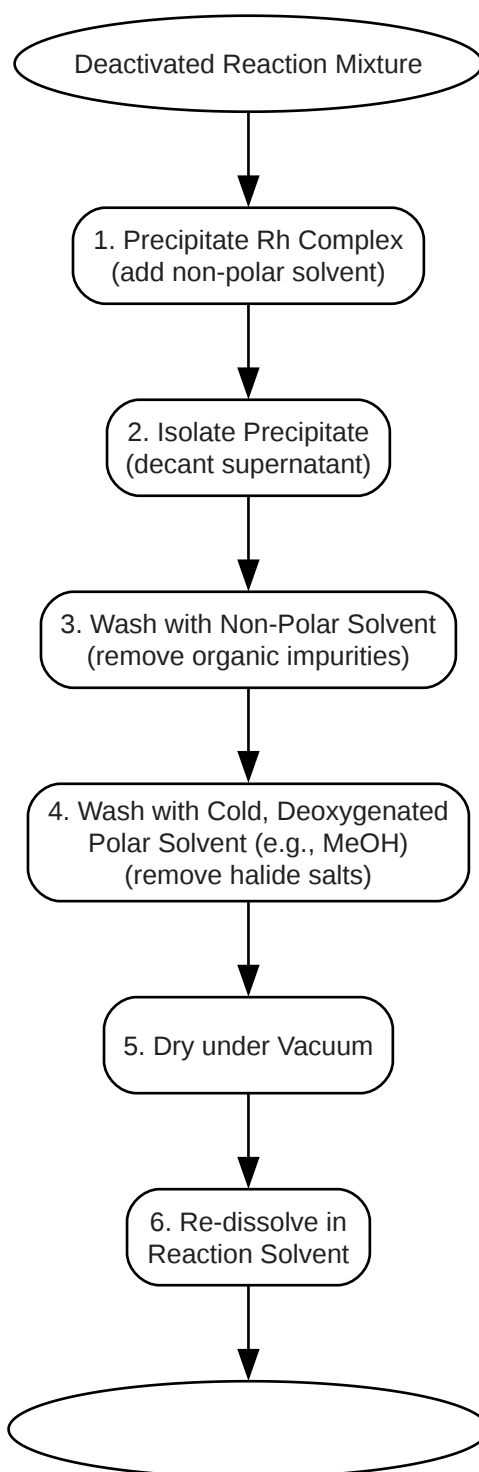 Deactivated Reaction Mixture
1. Precipitate Rh Complex
(add non-polar solvent)
2. Isolate Precipitate
(decant supernatant)
3. Wash with Non-Polar Solvent
(remove organic impurities)
4. Wash with Cold, Deoxygenated
Polar Solvent (e.g., MeOH)
(remove halide salts)
5. Dry under Vacuum
6. Re-dissolve in
Reaction Solvent